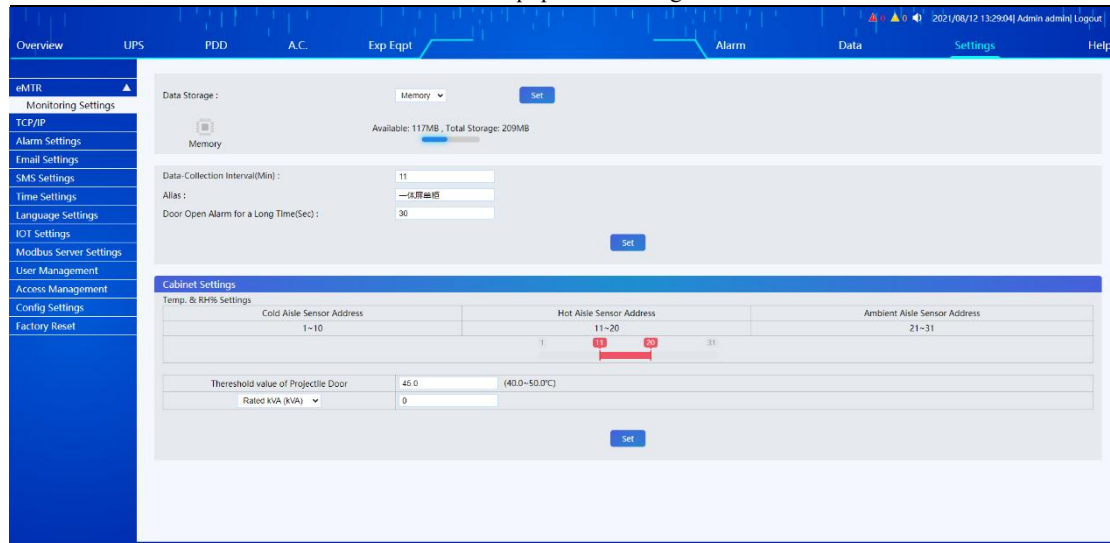 0 0 2021/08/12 13:29:04| Admin admin| Logout
Overview UPS PDD A.C. Exp Eqpt Alarm Data Settings Help
eMTR
Monitoring Settings
TCP/IP
Alarm Settings
Email Settings
SMS Settings
Time Settings
Language Settings
IOT Settings
Modbus Server Settings
User Management
Access Management
Config Settings
Factory Reset
Data Storage : Memory Set
Available: 117MB , Total Storage: 209MB
Memory
Data-Collection Interval(Min) : 11
Alias : 一体屏单柜
Door Open Alarm for a Long Time(Sec) : 30
Set
Cabinet Settings
Temp. & RH% Settings
Cold Aisle Sensor Address Hot Aisle Sensor Address Ambient Aisle Sensor Address
1~10 11~20 21~31
1 11 20 31
Thereshold value of Projectile Door 46.0 (40.0~50.0℃)
Rated kVA (kVA) 0
Set